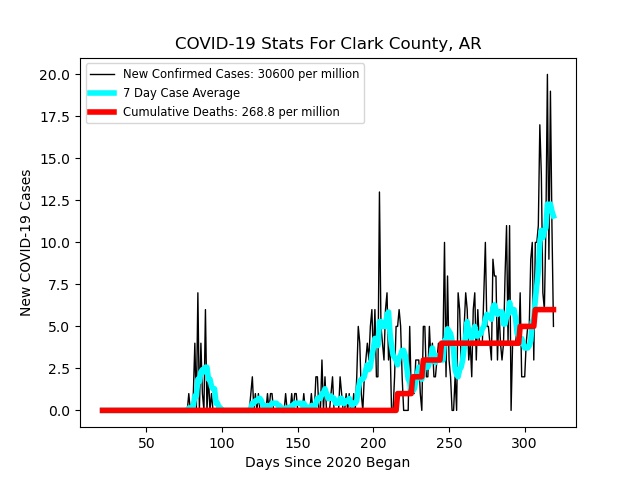 COVID-19 Stats For Clark County, AR
New Confirmed Cases: 30600 per million
7 Day Case Average
Cumulative Deaths: 268.8 per million
New COVID-19 Cases
20.0
17.5
15.0
12.5
10.0
7.5
5.0
2.5
0.0
50 100 150 200 250 300
Days Since 2020 Began